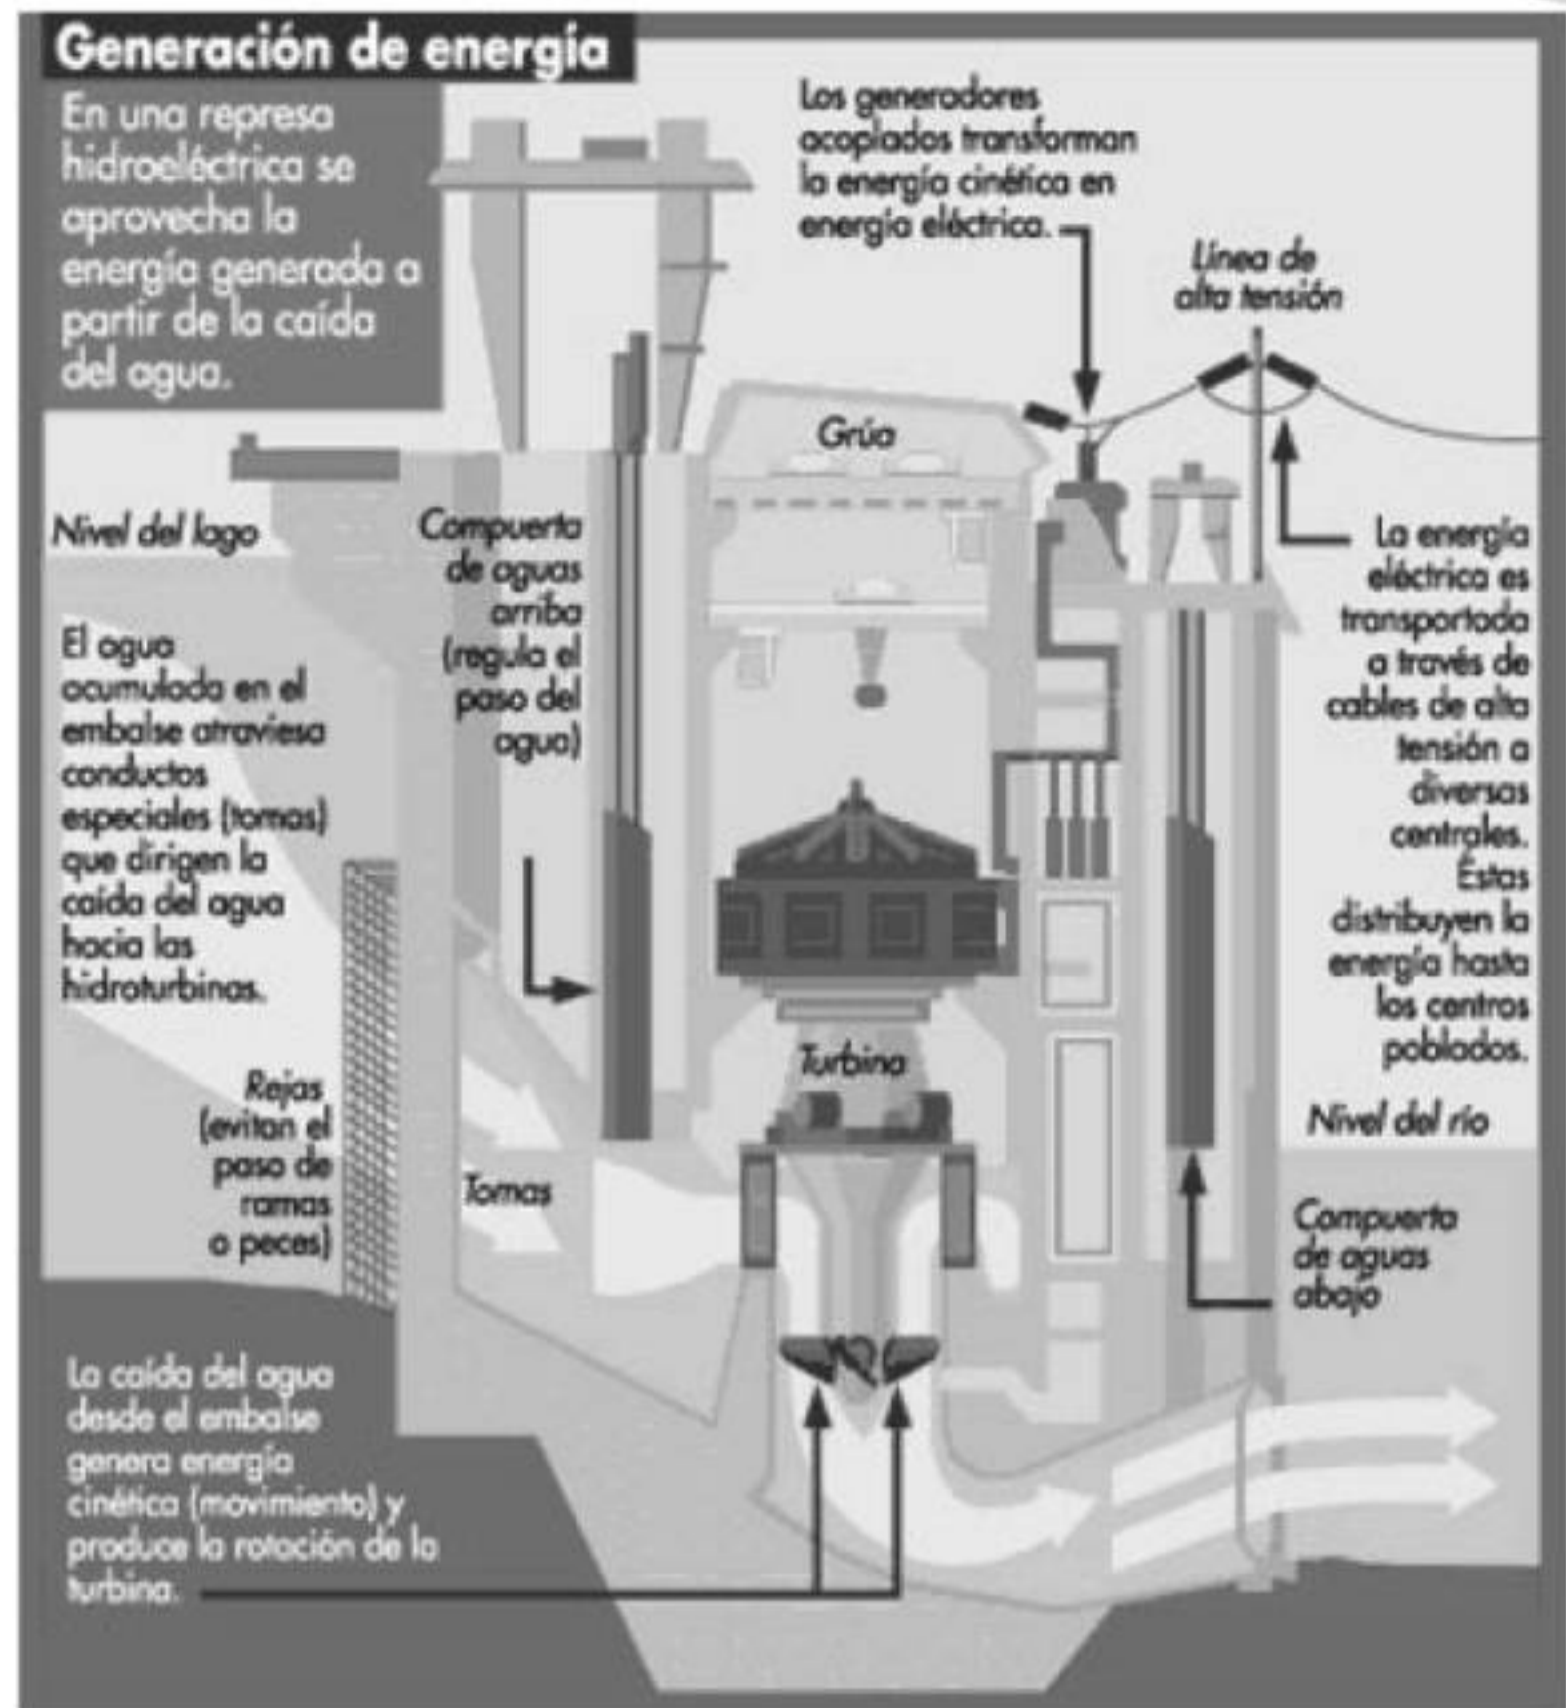 Generación de energía
En una represa
hidroeléctrica se
aprovecha la
energía generada a
partir de la caída
del agua.
Los generadores
acoplados transforman
la energía cinética en
energía eléctrica.
Línea de
alta tensión
Grúa
Nivel del lago
Compuerta
de aguas
arriba
(regula el
paso del
agua)
La energía
eléctrica es
transportada
a través de
cables de alta
tensión a
diversas
centrales.
Éstas
distribuyen la
energía hasta
los centros
poblados.
El agua
acumulada en el
embalse atraviesa
conductos
especiales (tomas)
que dirigen la
caída del agua
hacia las
hidroturbinas.
Turbina
Rejas
(evitan el
paso de
ramas
o peces)
Tomas
Nivel del río
Compuerta
de aguas
abajo
La caída del agua
desde el embalse
genera energía
cinética (movimiento) y
produce la rotación de la
turbina.